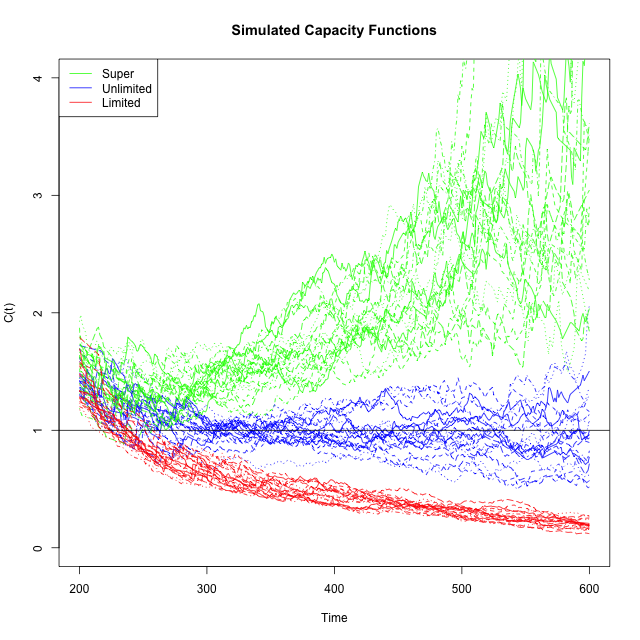 Simulated Capacity Functions
Super
Unlimited
Limited
4
3
2
1
0
C(t)
200 300 400 500 600
Time